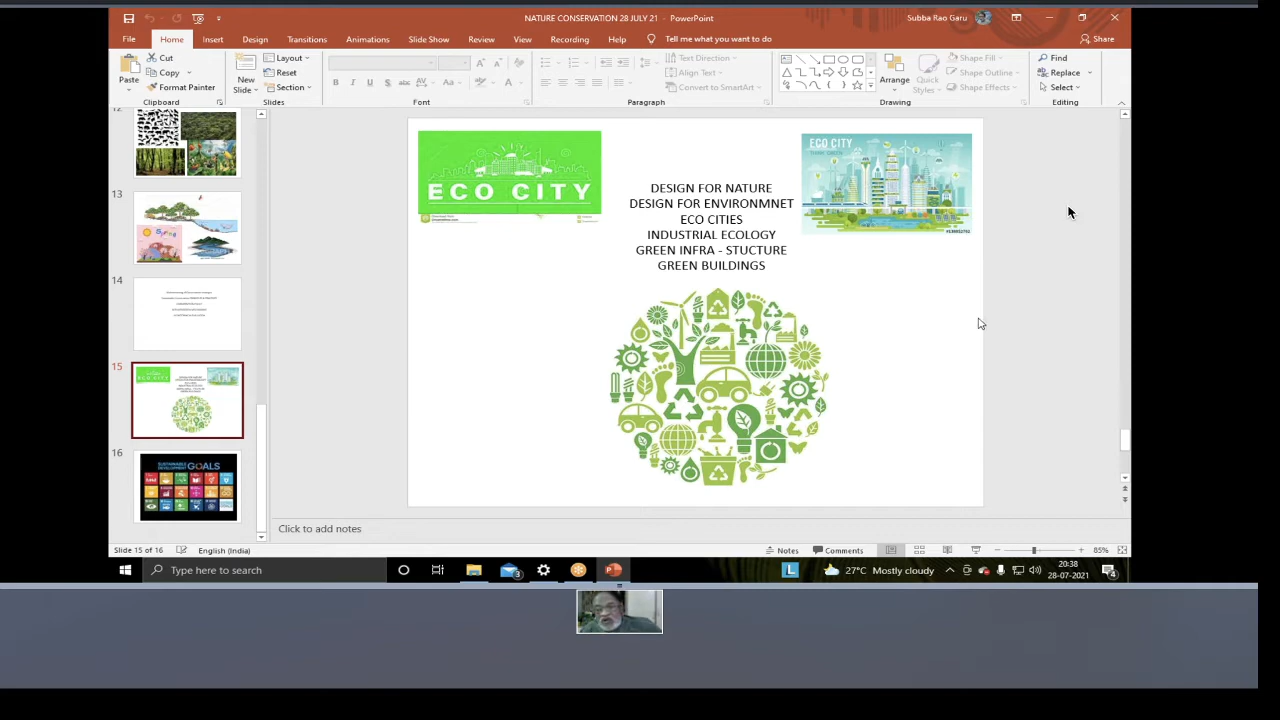 NATURE CONSERVATION 28 JULY 21 - PowerPoint
Subba Rao Garu
File Home Insert Design Transitions Animations Slide Show Review View Recording Help Tell me what you want to do
Share
Paste
Cut
Copy
Format Painter
Clipboard
New Slide
Layout
Reset
Section
Slides
Font
Text Direction
Align Text
Convert to SmartArt
Paragraph
Arrange
Quick Styles
Shape Fill
Shape Outline
Shape Effects
Drawing
Find
Replace
Select
Editing
12
13
14
15
16
SUSTAINABLE DEVELOPMENT GOALS
ECO CITY
ECO CITY
DESIGN FOR NATURE
DESIGN FOR ENVIRONMNET
ECO CITIES
INDUSTRIAL ECOLOGY
GREEN INFRA - STUCTURE
GREEN BUILDINGS
Click to add notes
Slide 15 of 16 English (India)
Notes Comments 85%
Type here to search
3
L
27°C Mostly cloudy
20:38
28-07-2021
4